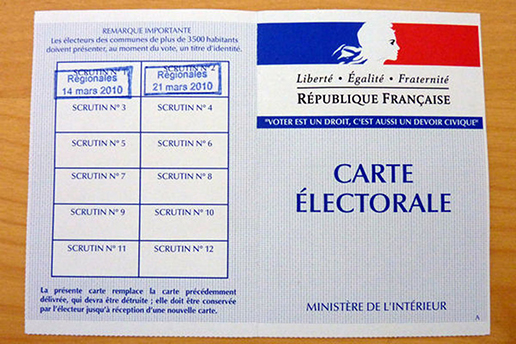 REMARQUE IMPORTANTE
Les électeurs des communes de plus de 3500 habitants
doivent présenter, au moment du vote, un titre d'identité.
SCRUTIN N° 1
Régionales
14 mars 2010
SCRUTIN N° 2
Régionales
21 mars 2010
SCRUTIN N° 3
SCRUTIN N° 4
SCRUTIN N° 5
SCRUTIN N° 6
SCRUTIN N° 7
SCRUTIN N° 8
SCRUTIN N° 9
SCRUTIN N° 10
SCRUTIN N° 11
SCRUTIN N° 12
La présente carte remplace la carte précédemment
délivrée, qui devra être détruite ; elle doit être conservée
par l'électeur jusqu'à réception d'une nouvelle carte.
Liberté • Égalité • Fraternité
RÉPUBLIQUE FRANÇAISE
"VOTER EST UN DROIT, C'EST AUSSI UN DEVOIR CIVIQUE"
CARTE
ÉLECTORALE
MINISTÈRE DE L'INTÉRIEUR
A